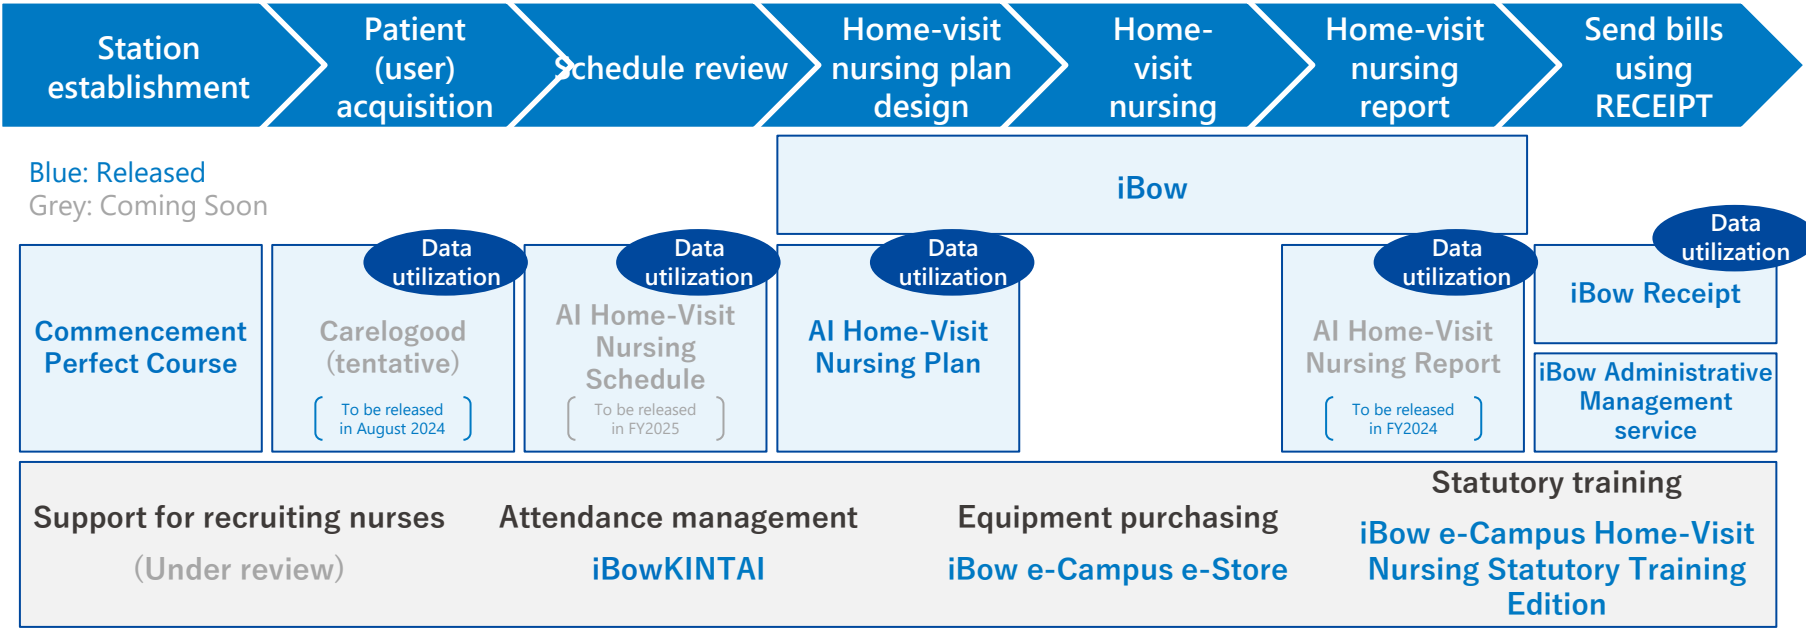 Station
establishment
Patient
(user)
acquisition
Schedule review
Home-visit
nursing plan
design
Home-
visit
nursing
Home-visit
nursing
report
Send bills
using
RECEIPT
Blue: Released
Grey: Coming Soon
iBow
Commencement
Perfect Course
Data
utilization
Carelogood
(tentative)
To be released
in August 2024
Data
utilization
AI Home-Visit
Nursing
Schedule
To be released
in FY2025
Data
utilization
AI Home-Visit
Nursing Plan
Data
utilization
AI Home-Visit
Nursing Report
To be released
in FY2024
Data
utilization
iBow Receipt
iBow Administrative
Management
service
Support for recruiting nurses
(Under review)
Attendance management
iBowKINTAI
Equipment purchasing
iBow e-Campus e-Store
Statutory training
iBow e-Campus Home-Visit
Nursing Statutory Training
Edition